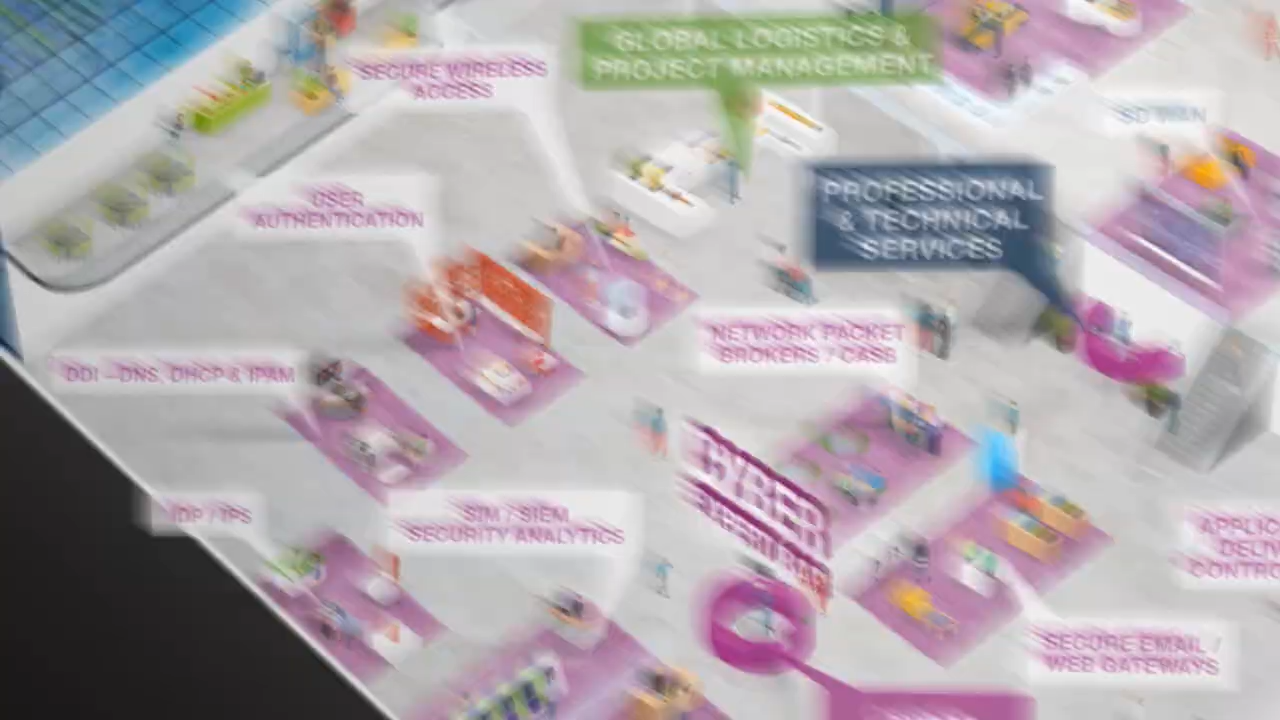 GLOBAL LOGISTICS &
PROJECT MANAGEMENT
SECURE WIRELESS
ACCESS
SD WAN
USER
AUTHENTICATION
PROFESSIONAL
& TECHNICAL
SERVICES
NETWORK PACKET
BROKERS / CASB
DDI – DNS, DHCP & IPAM
CYBER
IDP / IPS
SIM / SIEM
SECURITY ANALYTICS
SECURE EMAIL /
WEB GATEWAYS